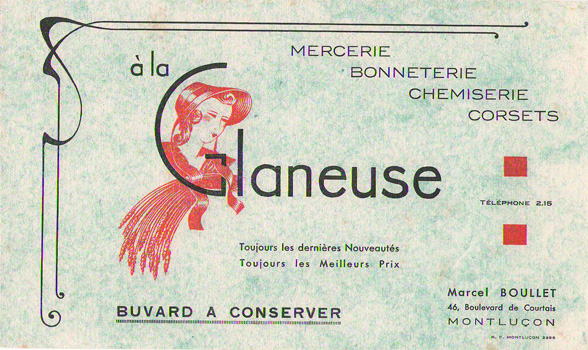 à la
Glaneuse
MERCERIE
BONNETERIE
CHEMISERIE
CORSETS
TÉLÉPHONE 2.15
Toujours les dernières Nouveautés
Toujours les Meilleurs Prix
BUVARD A CONSERVER
Marcel BOULLET
46, Boulevard de Courtais
MONTLUÇON
MONTLUÇON